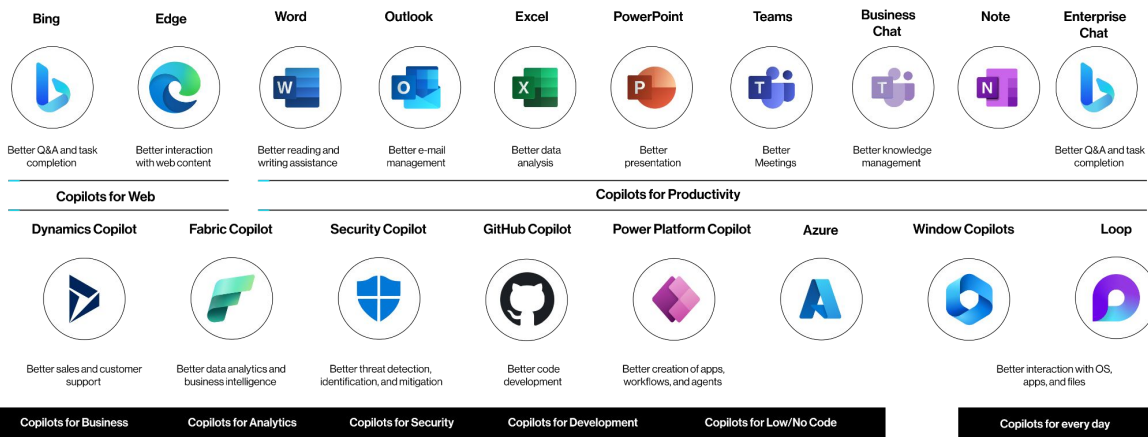 Bing
Edge
Word
Outlook
Excel
PowerPoint
Teams
Business
Chat
Note
Enterprise
Chat
W
O
X
P
T
T
N
Better Q&A and task
completion
Better interaction
with web content
Better reading and
writing assistance
Better e-mail
management
Better data
analysis
Better
presentation
Better
Meetings
Better knowledge
management
Better Q&A and task
completion
Copilots for Web
Copilots for Productivity
Dynamics Copilot
Fabric Copilot
Security Copilot
GitHub Copilot
Power Platform Copilot
Azure
Window Copilots
Loop
Better sales and customer
support
Better data analytics and
business intelligence
Better threat detection,
identification, and mitigation
Better code
development
Better creation of apps,
workflows, and agents
Better interaction with OS,
apps, and files
Copilots for Business
Copilots for Analytics
Copilots for Security
Copilots for Development
Copilots for Low/No Code
Copilots for every day